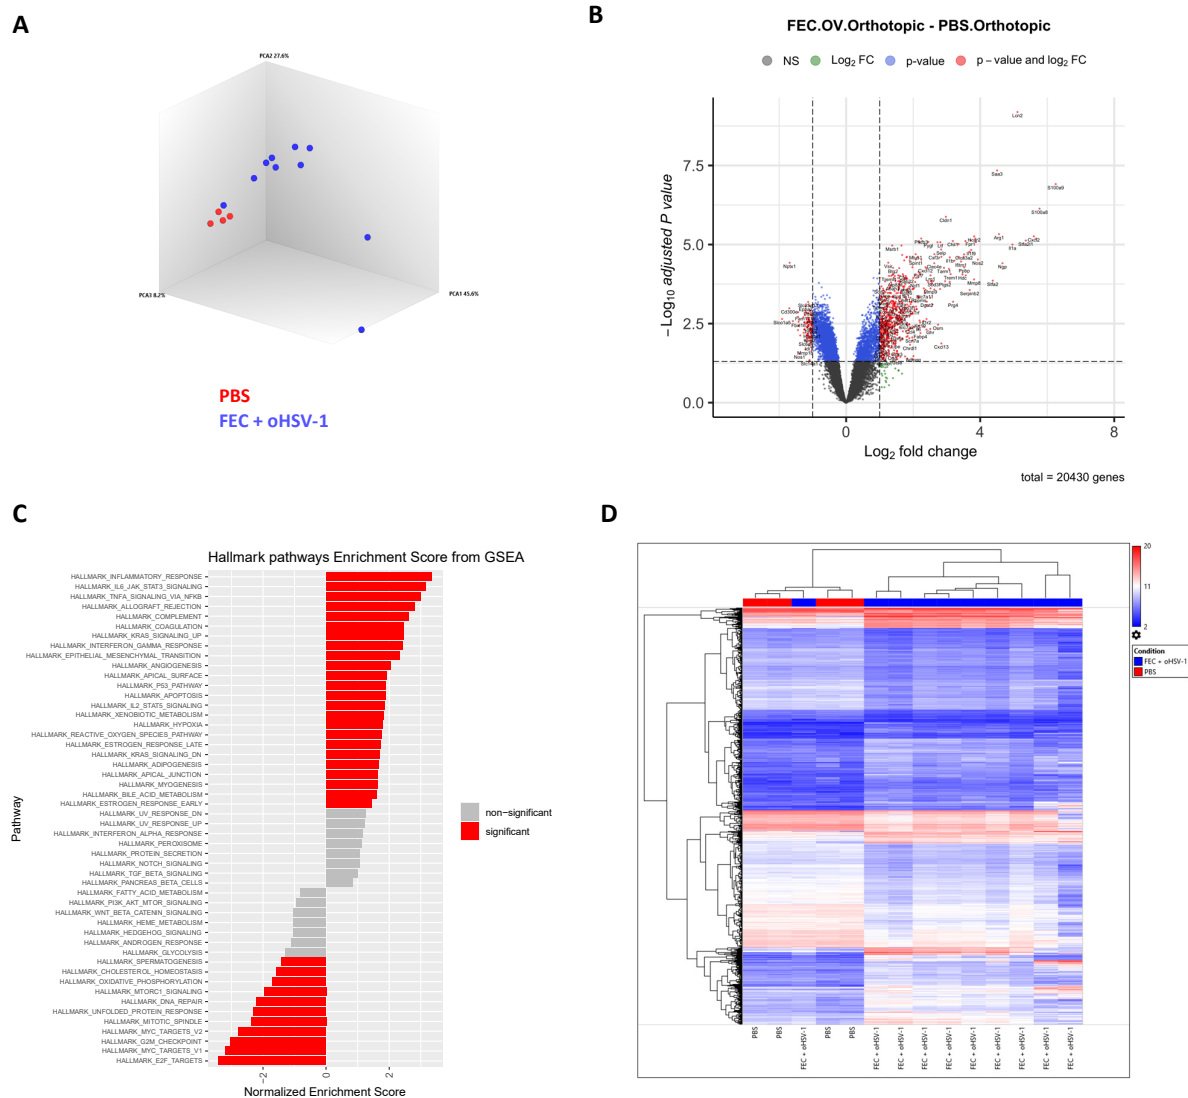 A
PCA2 27.6%
PCA3 8.2%
PCA1 45.6%
PBS
FEC + oHSV-1
B
FEC.OV.Orthotopic - PBS.Orthotopic
NS
Log2 FC
p-value
p – value and log2 FC
−Log10 adjusted P value
7.5
5.0
2.5
0.0
Lcn2
Saa3
S100a9
S100a8
Arg1
Cxcl2
Il1a
Nos2
Ngp
Mmp8
Stfa2
Serpinb2
Prg4
Cxcl13
Nptx1
Cd300e
0
4
8
Log2 fold change
total = 20430 genes
C
Hallmark pathways Enrichment Score from GSEA
Pathway
HALLMARK_INFLAMMATORY_RESPONSE
HALLMARK_IL6_JAK_STAT3_SIGNALING
HALLMARK_TNFA_SIGNALING_VIA_NFKB
HALLMARK_ALLOGRAFT_REJECTION
HALLMARK_COMPLEMENT
HALLMARK_COAGULATION
HALLMARK_KRAS_SIGNALING_UP
HALLMARK_INTERFERON_GAMMA_RESPONSE
HALLMARK_EPITHELIAL_MESENCHYMAL_TRANSITION
HALLMARK_ANGIOGENESIS
HALLMARK_APICAL_SURFACE
HALLMARK_P53_PATHWAY
HALLMARK_APOPTOSIS
HALLMARK_IL2_STAT5_SIGNALING
HALLMARK_XENOBIOTIC_METABOLISM
HALLMARK_HYPOXIA
HALLMARK_REACTIVE_OXYGEN_SPECIES_PATHWAY
HALLMARK_ESTROGEN_RESPONSE_LATE
HALLMARK_KRAS_SIGNALING_DN
HALLMARK_ADIPOGENESIS
HALLMARK_APICAL_JUNCTION
HALLMARK_MYOGENESIS
HALLMARK_BILE_ACID_METABOLISM
HALLMARK_ESTROGEN_RESPONSE_EARLY
HALLMARK_UV_RESPONSE_DN
HALLMARK_UV_RESPONSE_UP
HALLMARK_INTERFERON_ALPHA_RESPONSE
HALLMARK_PEROXISOME
HALLMARK_PROTEIN_SECRETION
HALLMARK_NOTCH_SIGNALING
HALLMARK_TGF_BETA_SIGNALING
HALLMARK_PANCREAS_BETA_CELLS
HALLMARK_FATTY_ACID_METABOLISM
HALLMARK_PI3K_AKT_MTOR_SIGNALING
HALLMARK_WNT_BETA_CATENIN_SIGNALING
HALLMARK_HEME_METABOLISM
HALLMARK_HEDGEHOG_SIGNALING
HALLMARK_ANDROGEN_RESPONSE
HALLMARK_GLYCOLYSIS
HALLMARK_SPERMATOGENESIS
HALLMARK_CHOLESTEROL_HOMEOSTASIS
HALLMARK_OXIDATIVE_PHOSPHORYLATION
HALLMARK_MTORC1_SIGNALING
HALLMARK_DNA_REPAIR
HALLMARK_UNFOLDED_PROTEIN_RESPONSE
HALLMARK_MITOTIC_SPINDLE
HALLMARK_MYC_TARGETS_V2
HALLMARK_G2M_CHECKPOINT
HALLMARK_MYC_TARGETS_V1
HALLMARK_E2F_TARGETS
−2
0
2
Normalized Enrichment Score
non−significant
significant
D
20
11
2
Condition
FEC + oHSV-1
PBS
PBS
PBS
FEC + oHSV-1
PBS
PBS
FEC + oHSV-1
FEC + oHSV-1
FEC + oHSV-1
FEC + oHSV-1
FEC + oHSV-1
FEC + oHSV-1
FEC + oHSV-1
FEC + oHSV-1
FEC + oHSV-1